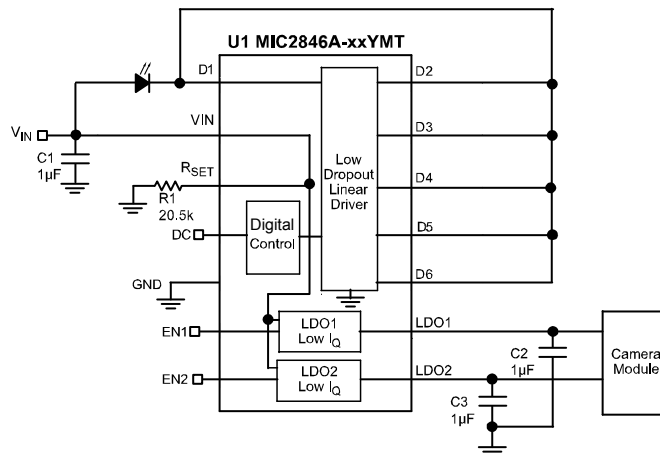 U1 MIC2846A-xxYMT
D1
D2
VIN
D3
V_IN
C1
1µF
R_SET
R1
20.5k
Low
Dropout
Linear
Driver
D4
DC
Digital
Control
D5
GND
D6
EN1
LDO1
Low I_Q
LDO1
EN2
LDO2
Low I_Q
LDO2
C2
1µF
C3
1µF
Camera
Module